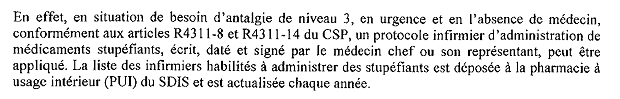 En effet, en situation de besoin d'antalgie de niveau 3, en urgence et en l'absence de médecin,
conformément aux articles R4311-8 et R4311-14 du CSP, un protocole infirmier d'administration de
médicaments stupéfiants, écrit, daté et signé par le médecin chef ou son représentant, peut être
appliqué. La liste des infirmiers habilités à administrer des stupéfiants est déposée à la pharmacie à
usage intérieur (PUI) du SDIS et est actualisée chaque année.